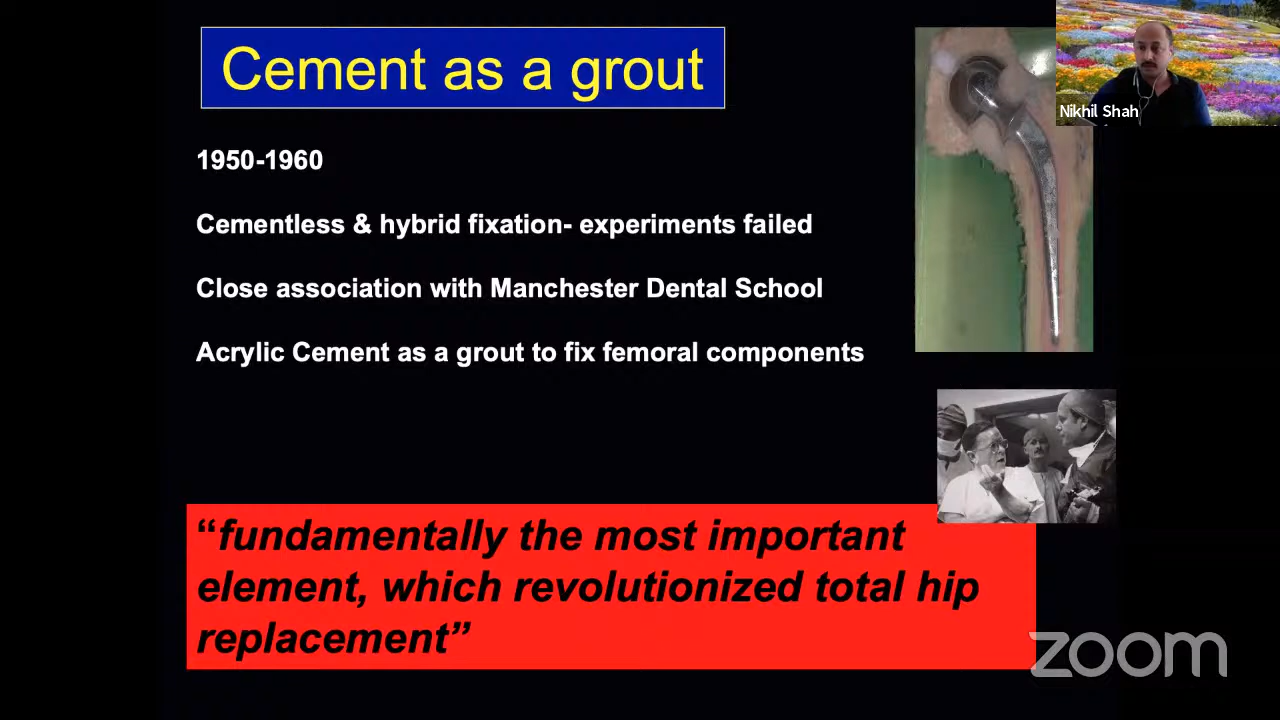 Cement as a grout
Nikhil Shah
1950-1960
Cementless & hybrid fixation- experiments failed
Close association with Manchester Dental School
Acrylic Cement as a grout to fix femoral components
“fundamentally the most important
element, which revolutionized total hip
replacement”
zoom